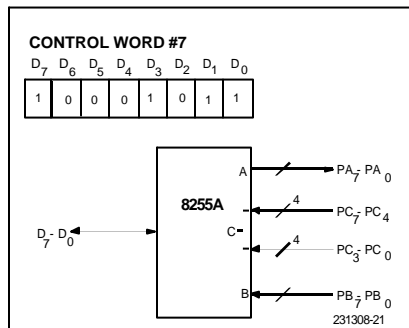 CONTROL WORD #7
D7 D6 D5 D4 D3 D2 D1 D0
1 0 0 0 1 0 1 1
8255A
A
PA7-PA0
4
PC7-PC4
C
D7-D0
4
PC3-PC0
B
PB7-PB0
231308-21